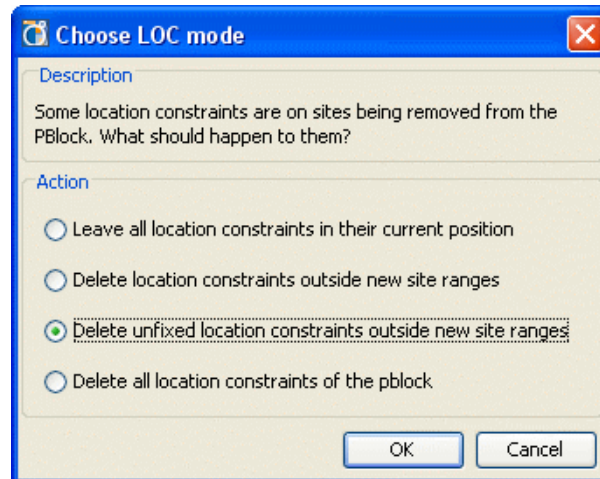 Choose LOC mode
Description
Some location constraints are on sites being removed from the
PBlock. What should happen to them?
Action
Leave all location constraints in their current position
Delete location constraints outside new site ranges
Delete unfixed location constraints outside new site ranges
Delete all location constraints of the pblock
OK Cancel